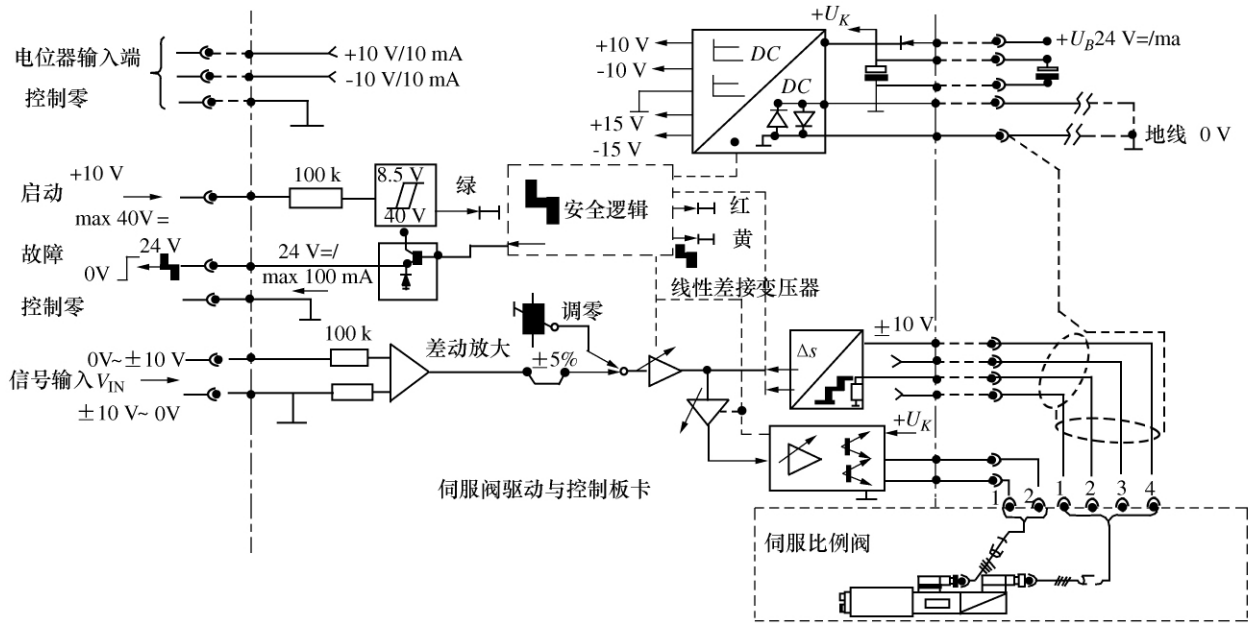 电位器输入端
+10 V/10 mA
-10 V/10 mA
控制零
+U_K
+10 V
-10 V
+15 V
-15 V
DC
DC
+U_B24 V=/ma
地线 0 V
启动
+10 V
max 40V=
100 k
8.5 V
40 V
绿
安全逻辑
红
黄
故障
24 V
0V
24 V=/
max 100 mA
控制零
线性差接变压器
调零
±5%
100 k
差动放大
0V~±10 V
信号输入V_IN
±10 V~ 0V
Δs
±10 V
+U_K
伺服阀驱动与控制板卡
1
2
1
2
3
4
伺服比例阀